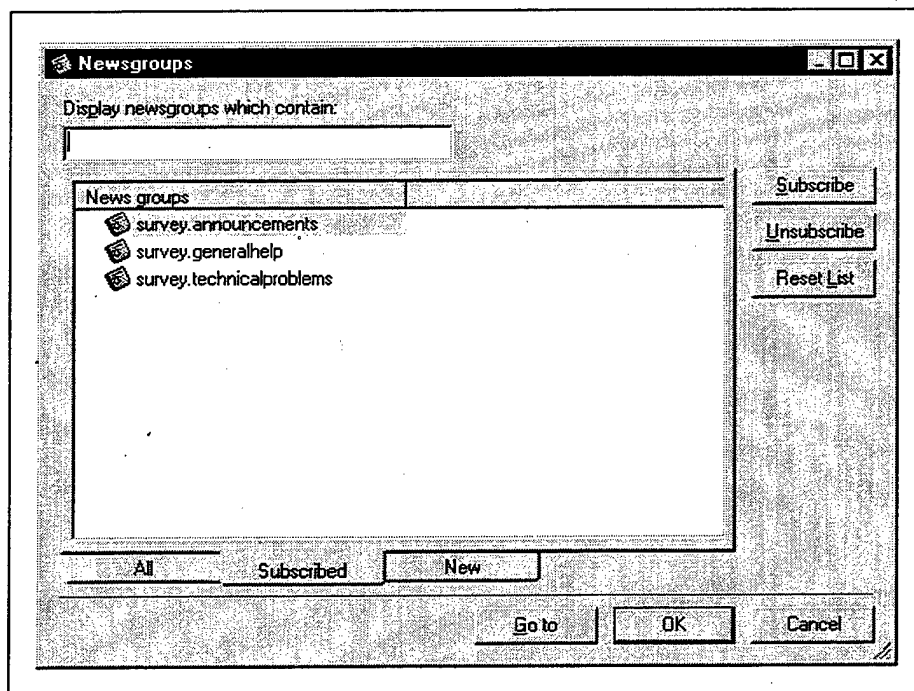 Newsgroups
Display newsgroups which contain:
News groups
survey.announcements
survey.generalhelp
survey.technicalproblems
Subscribe
Unsubscribe
Reset List
All
Subscribed
New
Go to
OK
Cancel